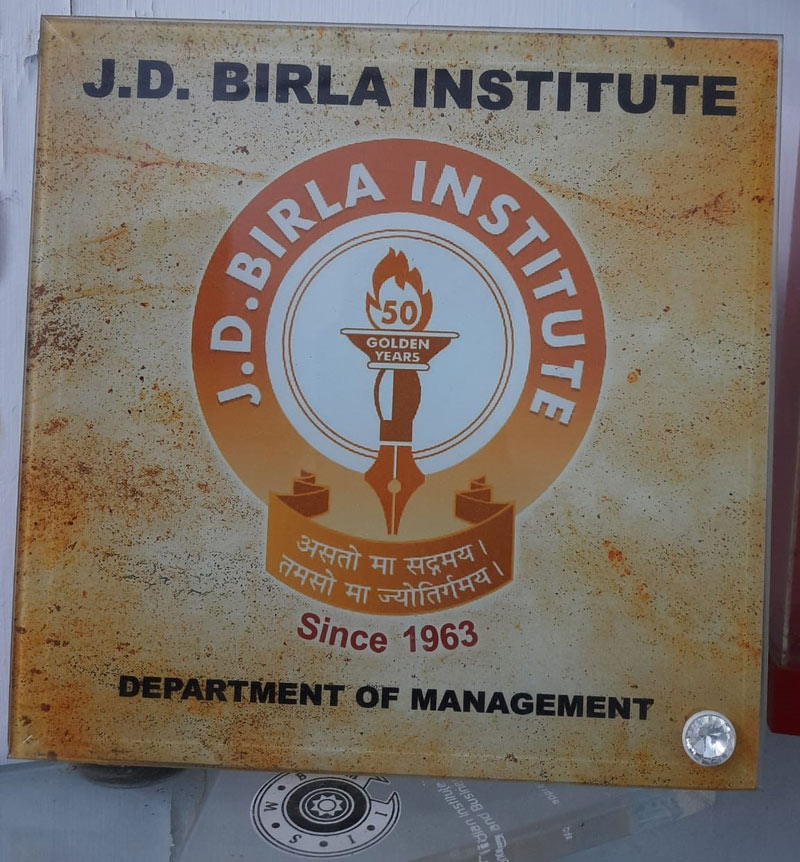 J.D. BIRLA INSTITUTE
J.D.BIRLA INSTITUTE
50
GOLDEN
YEARS
असतो मा सद्गमय।
तमसो मा ज्योतिर्गमय।
Since 1963
DEPARTMENT OF MANAGEMENT